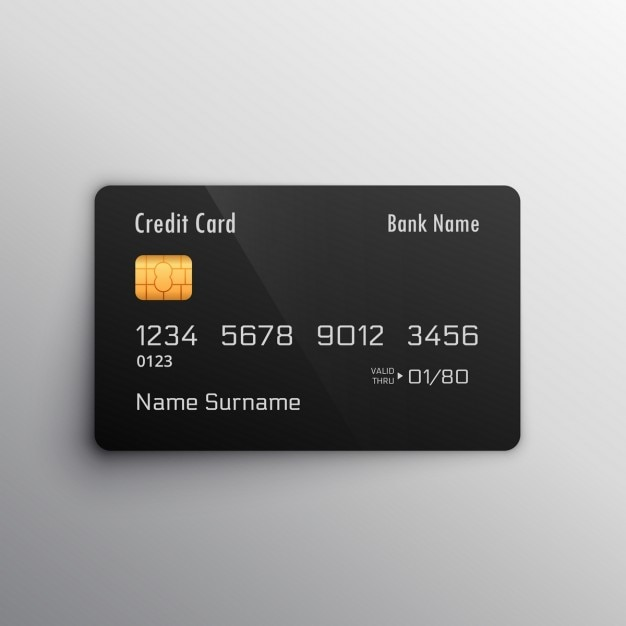 Credit Card Bank Name
1234 5678 9012 3456
0123
VALID THRU 01/80
Name Surname